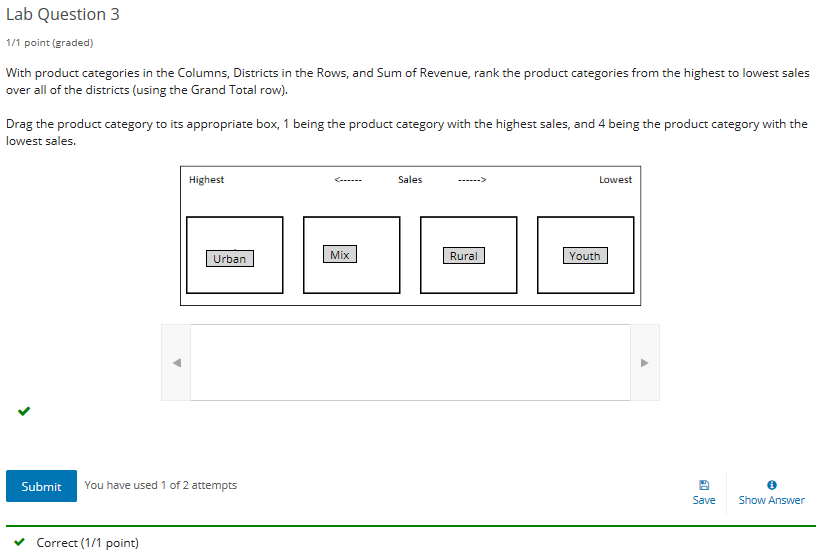 Lab Question 3
1/1 point (graded)
With product categories in the Columns, Districts in the Rows, and Sum of Revenue, rank the product categories from the highest to lowest sales
over all of the districts (using the Grand Total row).
Drag the product category to its appropriate box, 1 being the product category with the highest sales, and 4 being the product category with the
lowest sales.
Highest <------ Sales ------> Lowest
Urban Mix Rural Youth
Submit You have used 1 of 2 attempts
Save Show Answer
Correct (1/1 point)